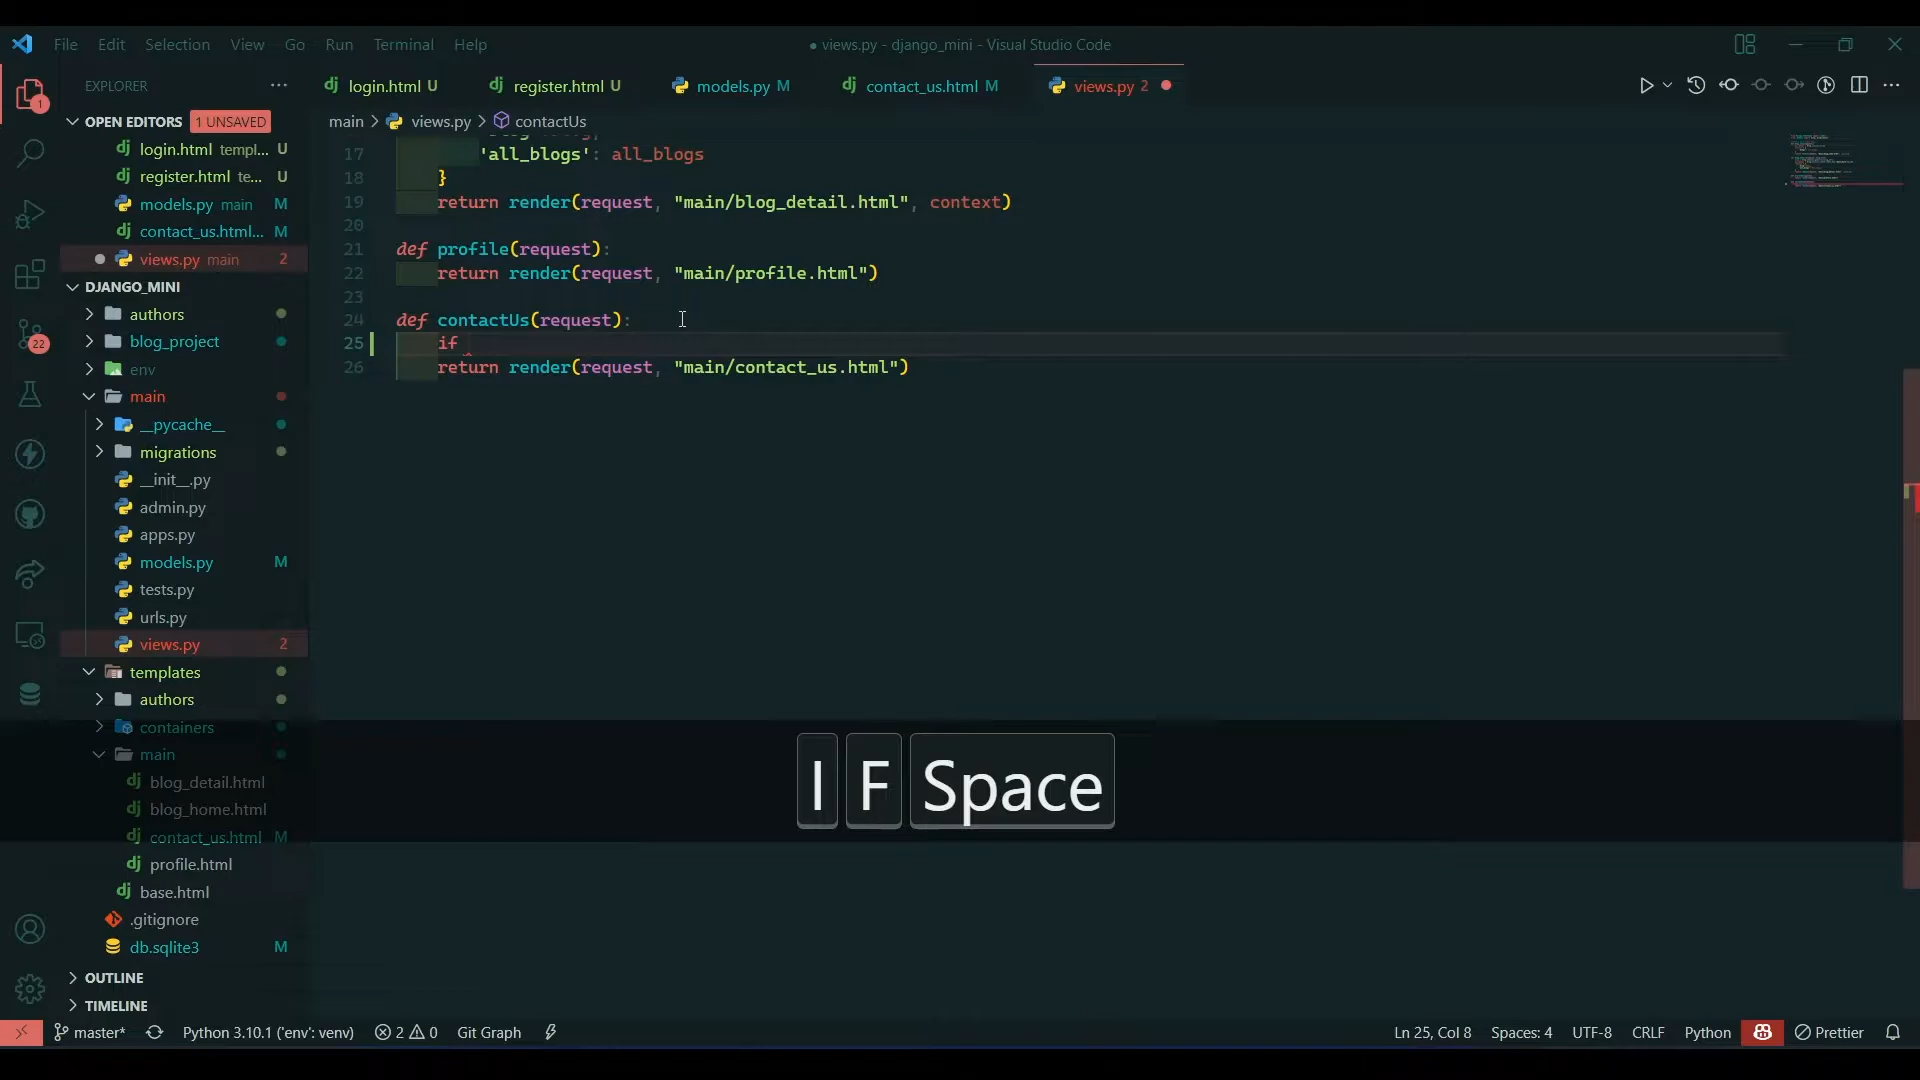 File Edit Selection View Go Run Terminal Help
● views.py - django_mini - Visual Studio Code
EXPLORER
login.html U
register.html U
models.py M
contact_us.html M
views.py 2
1
OPEN EDITORS 1 UNSAVED
login.html templ... U
register.html te... U
models.py main M
contact_us.html... M
views.py main 2
DJANGO_MINI
authors
blog_project
env
main
__pycache__
migrations
__init__.py
admin.py
apps.py
models.py M
tests.py
urls.py
views.py 2
templates
authors
containers
main
blog_detail.html
blog_home.html
contact_us.html M
profile.html
base.html
.gitignore
db.sqlite3 M
OUTLINE
TIMELINE
22
main > views.py > contactUs
17 'all_blogs': all_blogs
18 }
19 return render(request, "main/blog_detail.html", context)
20
21 def profile(request):
22 return render(request, "main/profile.html")
23
24 def contactUs(request):
25 if
26 return render(request, "main/contact_us.html")
I F Space
master* Python 3.10.1 ('env': venv) 2 0 Git Graph
Ln 25, Col 8 Spaces: 4 UTF-8 CRLF Python Prettier